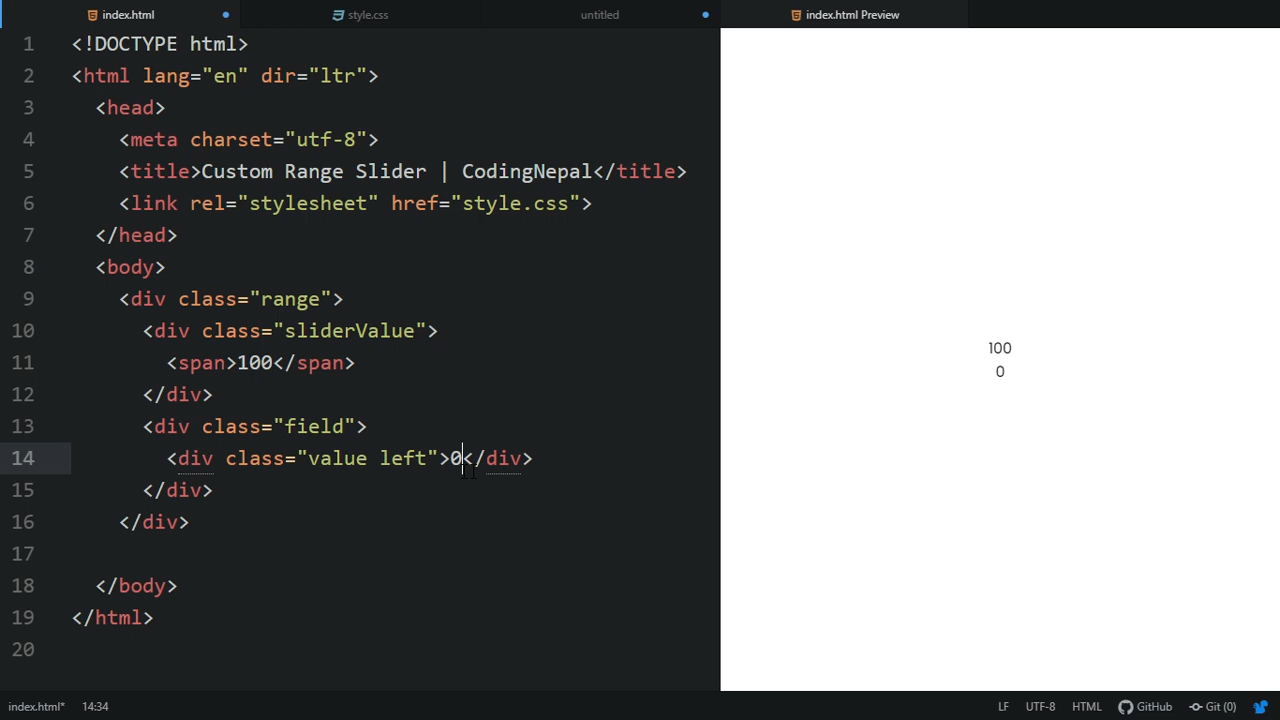 index.html
style.css
untitled
index.html Preview
1 <!DOCTYPE html>
2 <html lang="en" dir="ltr">
3 <head>
4 <meta charset="utf-8">
5 <title>Custom Range Slider | CodingNepal</title>
6 <link rel="stylesheet" href="style.css">
7 </head>
8 <body>
9 <div class="range">
10 <div class="sliderValue">
11 <span>100</span>
12 </div>
13 <div class="field">
14 <div class="value left">0</div>
15 </div>
16 </div>
17
18 </body>
19 </html>
20
100
0
index.html* 14:34
LF UTF-8 HTML GitHub Git (0)